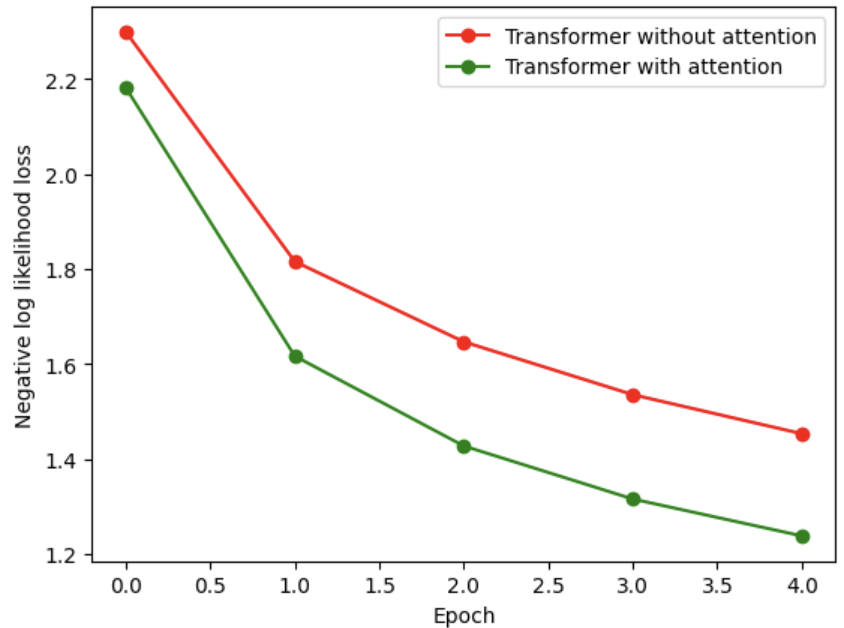 Transformer without attention
Transformer with attention
Negative log likelihood loss
2.2
2.0
1.8
1.6
1.4
1.2
0.0 0.5 1.0 1.5 2.0 2.5 3.0 3.5 4.0
Epoch